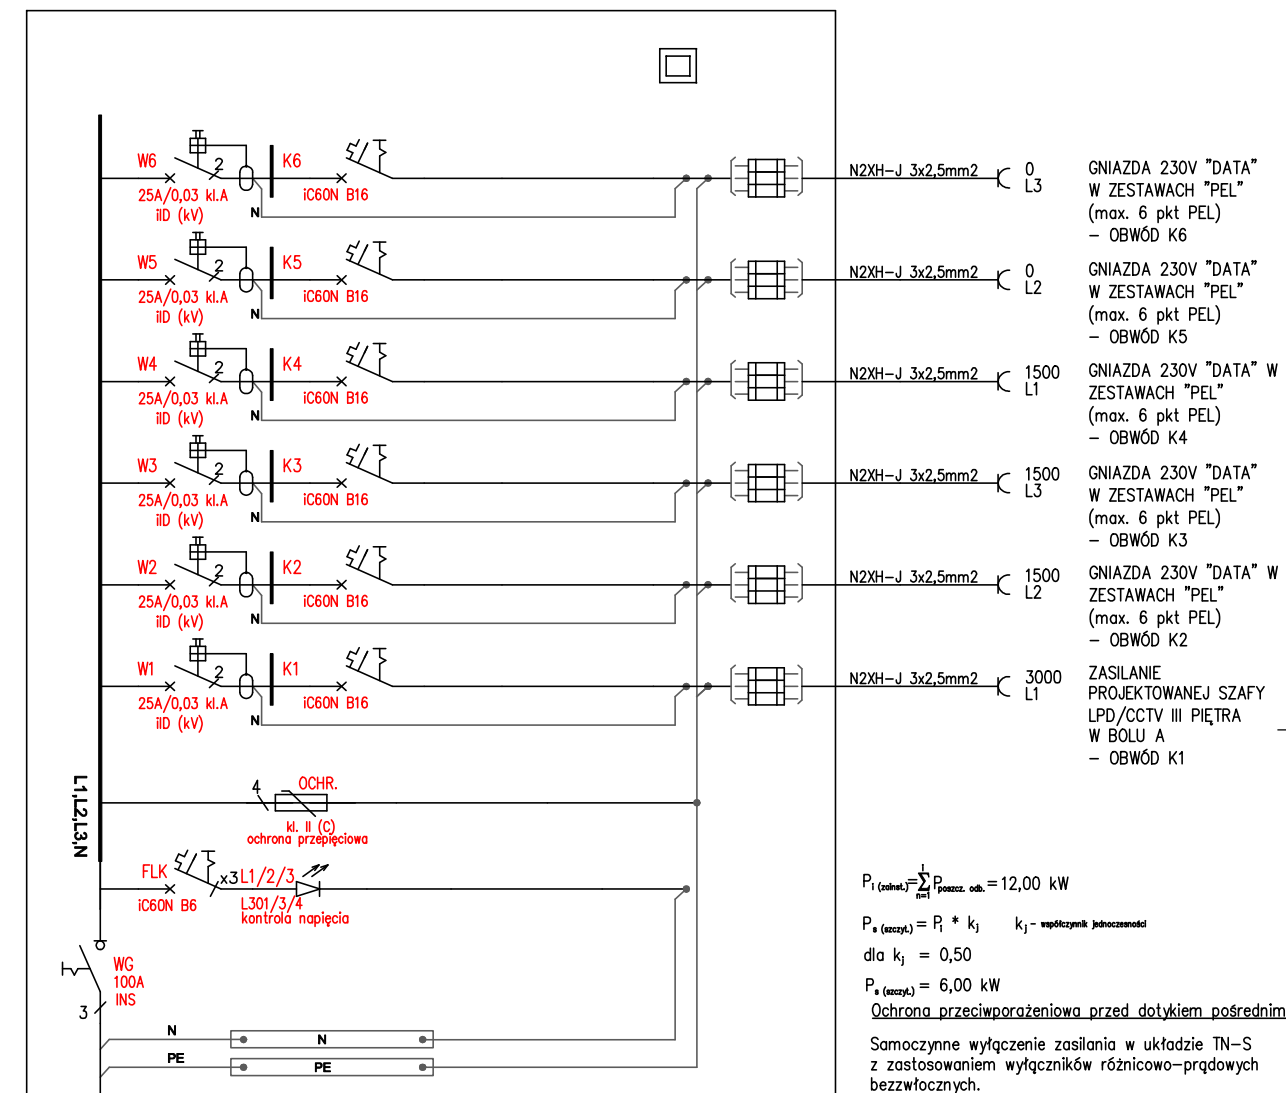 W6
2
K6
25A/0,03 kl.A
iID (kV)
N
iC60N B16
N2XH-J 3x2,5mm2
0
L3
GNIAZDA 230V "DATA"
W ZESTAWACH "PEL"
(max. 6 pkt PEL)
- OBWÓD K6
W5
2
K5
25A/0,03 kl.A
iID (kV)
N
iC60N B16
N2XH-J 3x2,5mm2
0
L2
GNIAZDA 230V "DATA"
W ZESTAWACH "PEL"
(max. 6 pkt PEL)
- OBWÓD K5
W4
2
K4
25A/0,03 kl.A
iID (kV)
N
iC60N B16
N2XH-J 3x2,5mm2
1500
L1
GNIAZDA 230V "DATA" W
ZESTAWACH "PEL"
(max. 6 pkt PEL)
- OBWÓD K4
W3
2
K3
25A/0,03 kl.A
iID (kV)
N
iC60N B16
N2XH-J 3x2,5mm2
1500
L3
GNIAZDA 230V "DATA"
W ZESTAWACH "PEL"
(max. 6 pkt PEL)
- OBWÓD K3
W2
2
K2
25A/0,03 kl.A
iID (kV)
N
iC60N B16
N2XH-J 3x2,5mm2
1500
L2
GNIAZDA 230V "DATA" W
ZESTAWACH "PEL"
(max. 6 pkt PEL)
- OBWÓD K2
W1
2
K1
25A/0,03 kl.A
iID (kV)
N
iC60N B16
N2XH-J 3x2,5mm2
3000
L1
ZASILANIE
PROJEKTOWANEJ SZAFY
LPD/CCTV III PIĘTRA
W BOLU A
- OBWÓD K1
L1,L2,L3,N
4
OCHR.
kl. II (C)
ochrona przepięciowa
FLK
x3
L1/2/3
iC60N B6
L301/3/4
kontrola napięcia
WG
100A
INS
3
N
N
PE
PE
P i (zainst.) = i Σ n=1 P poszcz. odb. = 12,00 kW
P s (szczyt.) = P i * k j k j - współczynnik jednoczesności
dla k j = 0,50
P s (szczyt.) = 6,00 kW
Ochrona przeciwporażeniowa przed dotykiem pośrednim
Samoczynne wyłączenie zasilania w układzie TN-S
z zastosowaniem wyłączników różnicowo-prądowych
bezzwłocznych.